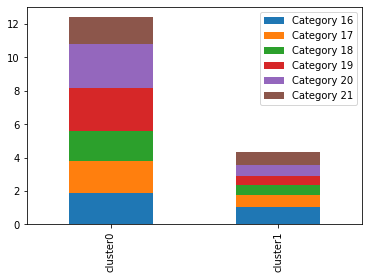 12
10
8
6
4
2
0
Category 16
Category 17
Category 18
Category 19
Category 20
Category 21
cluster0
cluster1